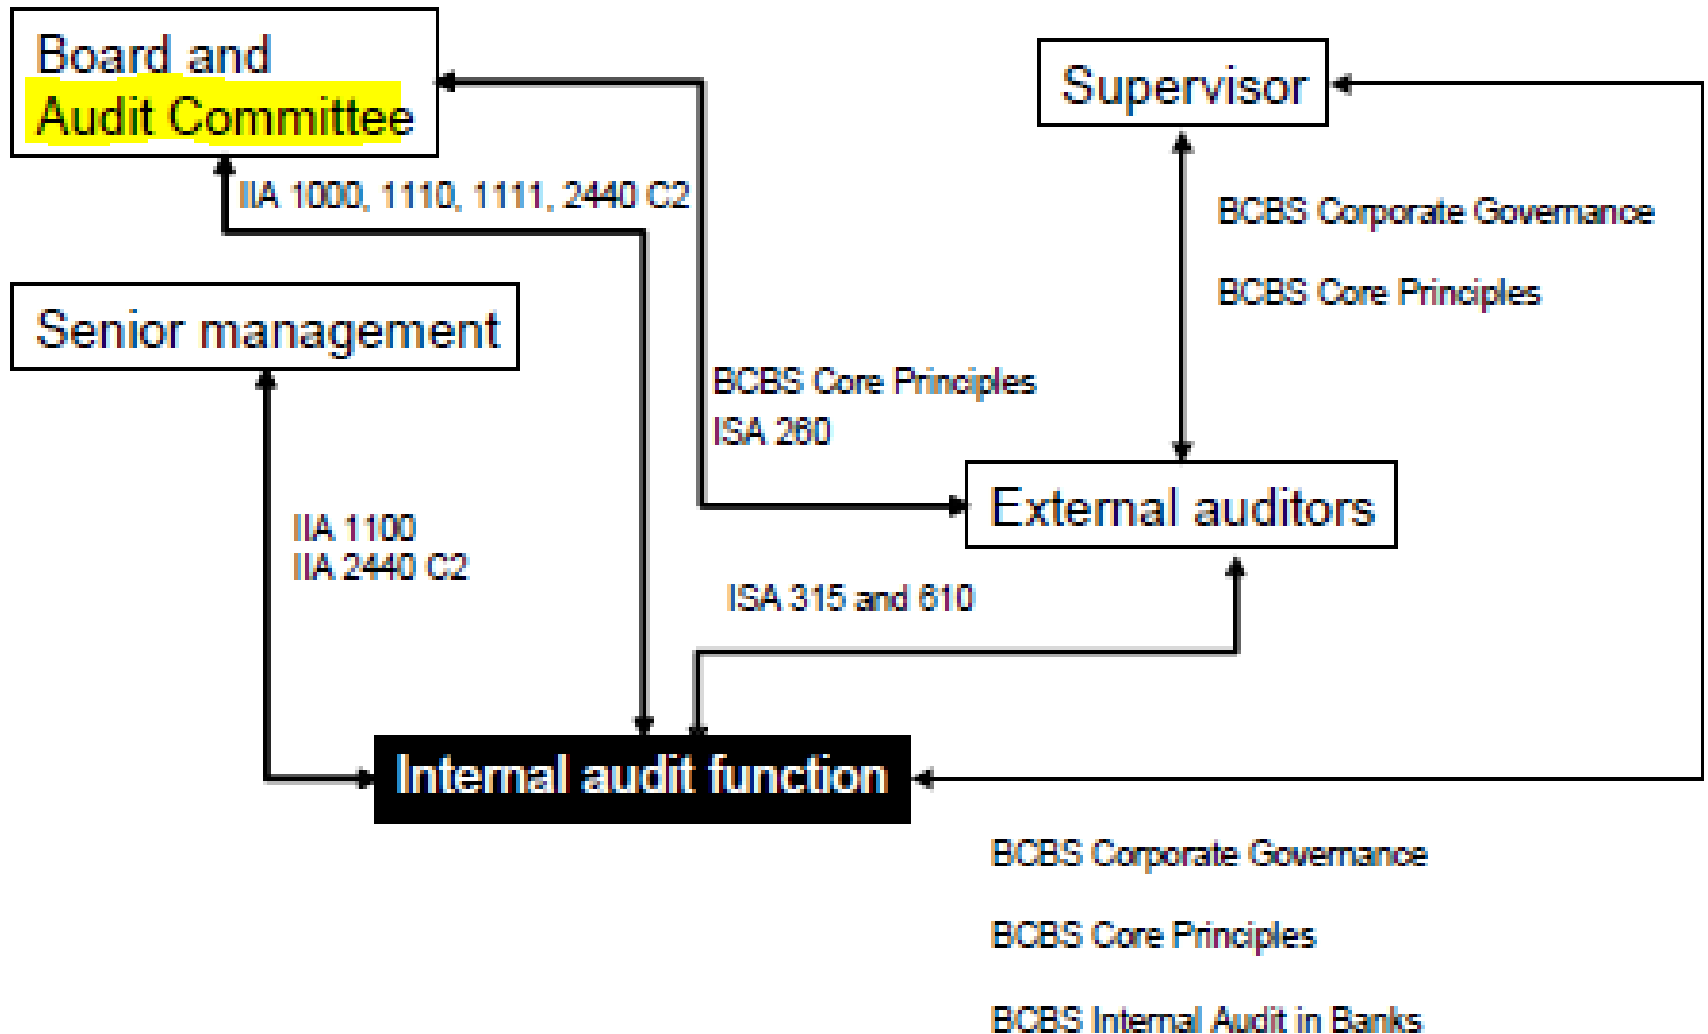 Board and
Audit Committee
Supervisor
IIA 1000, 1110, 1111, 2440 C2
BCBS Corporate Governance
BCBS Core Principles
Senior management
BCBS Core Principles
ISA 260
External auditors
IIA 1100
IIA 2440 C2
ISA 315 and 610
Internal audit function
BCBS Corporate Governance
BCBS Core Principles
BCBS Internal Audit in Banks